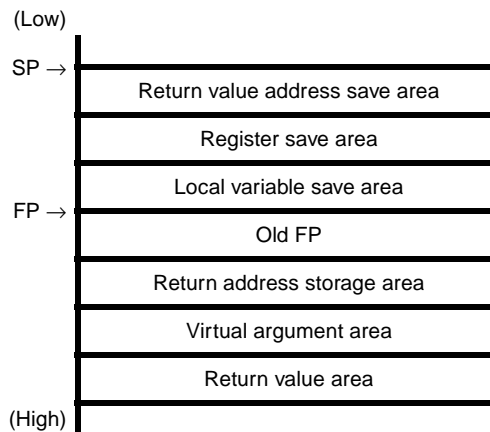 (Low)
SP →
Return value address save area
Register save area
Local variable save area
FP →
Old FP
Return address storage area
Virtual argument area
Return value area
(High)